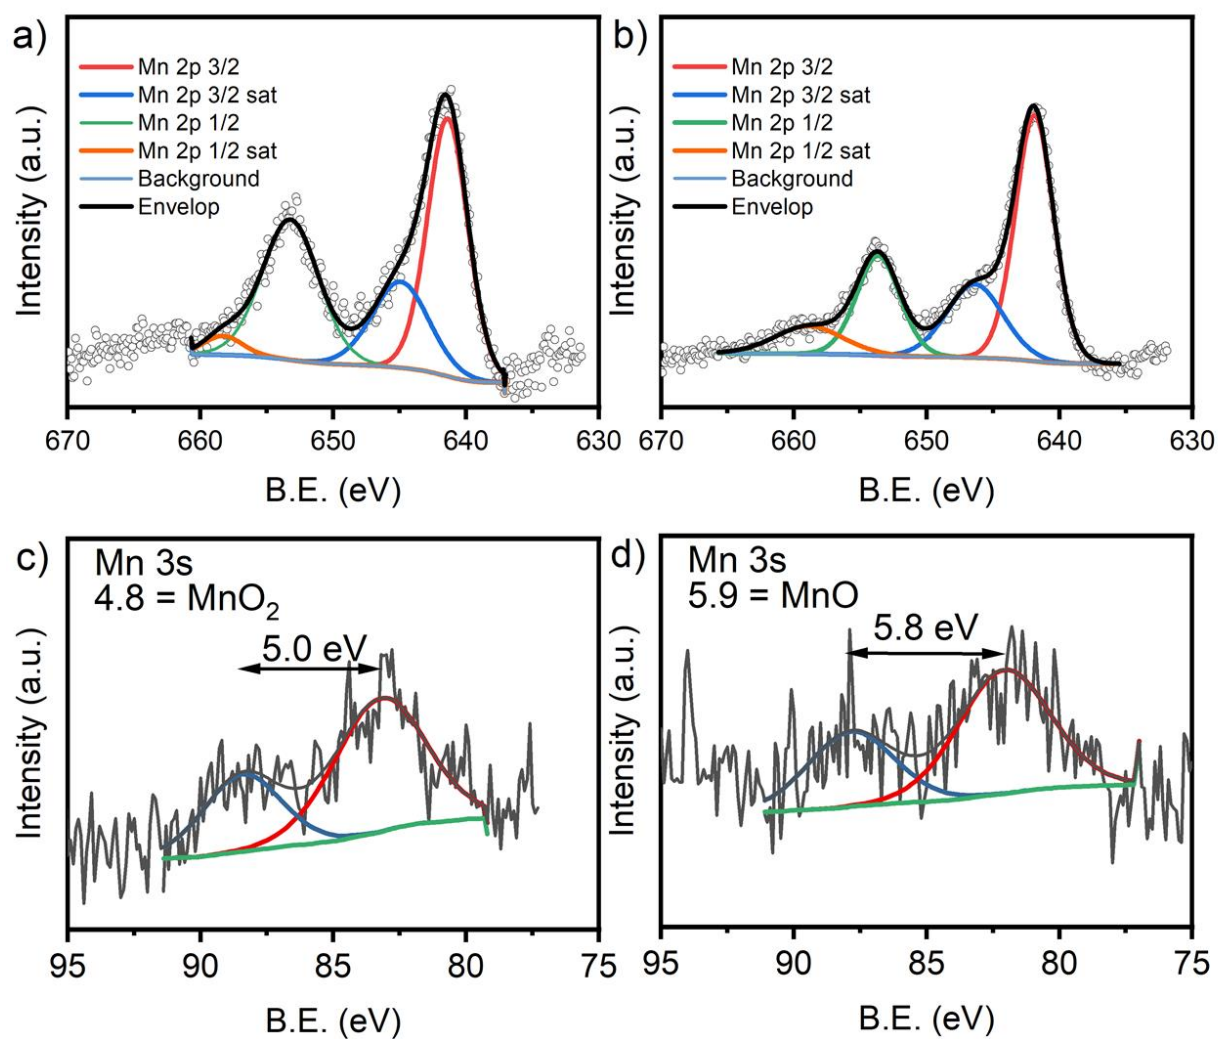 a)
Mn 2p 3/2
Mn 2p 3/2 sat
Mn 2p 1/2
Mn 2p 1/2 sat
Background
Envelop
Intensity (a.u.)
670 660 650 640 630
B.E. (eV)
b)
Mn 2p 3/2
Mn 2p 3/2 sat
Mn 2p 1/2
Mn 2p 1/2 sat
Background
Envelop
Intensity (a.u.)
670 660 650 640 630
B.E. (eV)
c)
Mn 3s
4.8 = MnO₂
5.0 eV
Intensity (a.u.)
95 90 85 80 75
B.E. (eV)
d)
Mn 3s
5.9 = MnO
5.8 eV
Intensity (a.u.)
95 90 85 80 75
B.E. (eV)